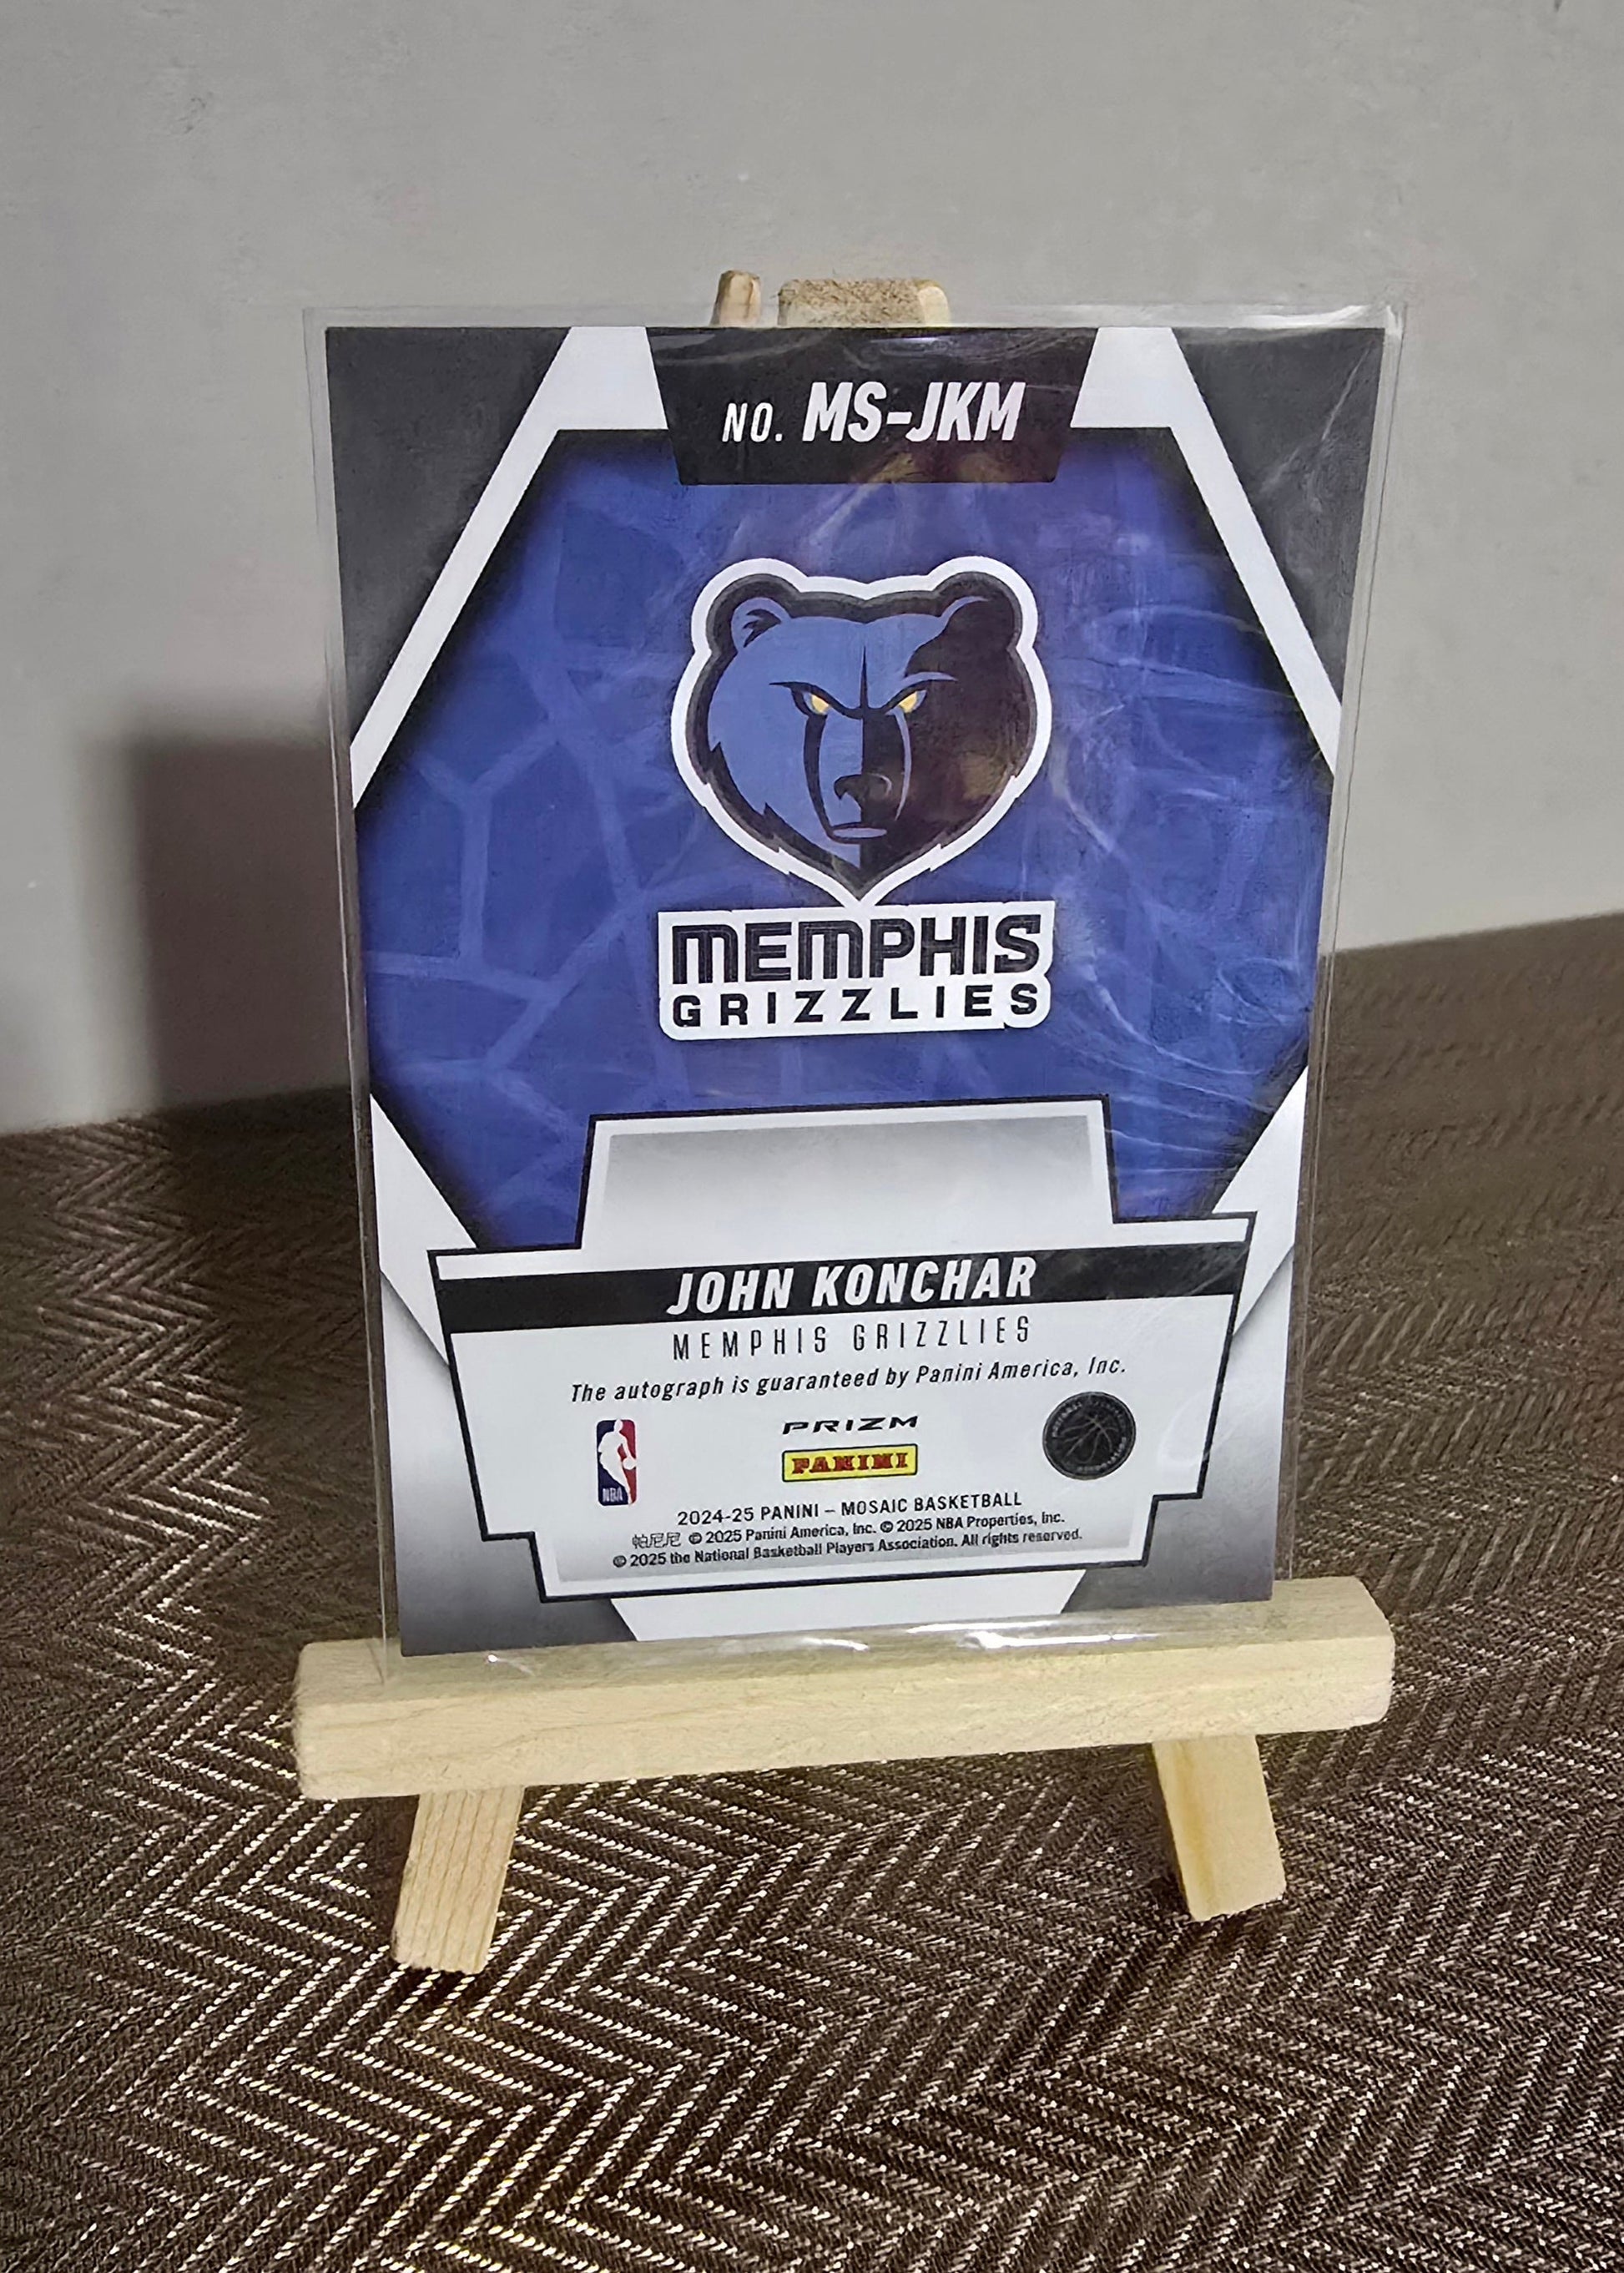 NO. MS-JKM
MEMPHIS
GRIZZLIES
JOHN KONCHAR
MEMPHIS GRIZZLIES
The autograph is guaranteed by Panini America, Inc.
NBA
PRIZM
PANINI
2024-25 PANINI – MOSAIC BASKETBALL
帕尼尼 © 2025 Panini America, Inc. © 2025 NBA Properties, Inc.
© 2025 the National Basketball Players Association. All rights reserved.